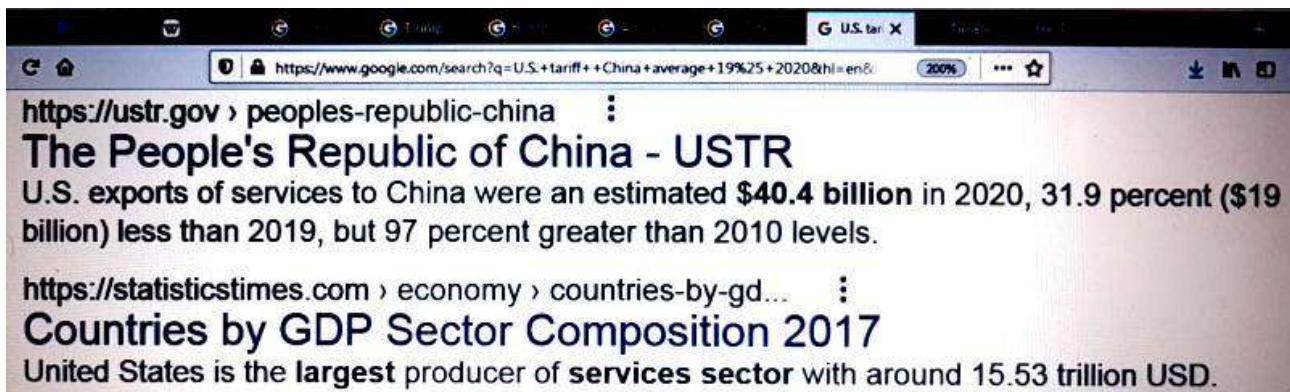 U.S. tar
https://www.google.com/search?q=U.S.+tariff++China+average+19%25+2020&hl=en&
200%
https://ustr.gov › peoples-republic-china
The People's Republic of China - USTR
U.S. exports of services to China were an estimated $40.4 billion in 2020, 31.9 percent ($19
billion) less than 2019, but 97 percent greater than 2010 levels.
https://statisticstimes.com › economy › countries-by-gd...
Countries by GDP Sector Composition 2017
United States is the largest producer of services sector with around 15.53 trillion USD.